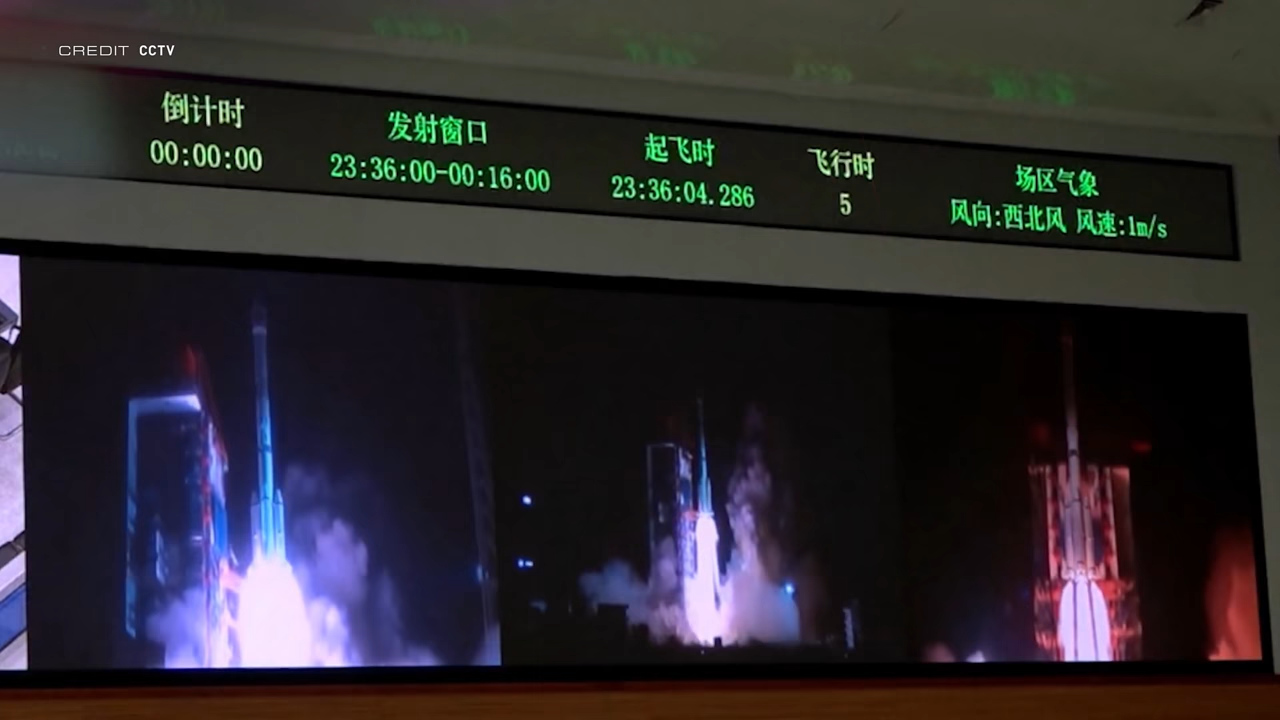 CREDIT CCTV
倒计时 发射窗口 起飞时 飞行时 场区气象
00:00:00 23:36:00-00:16:00 23:36:04.286 5 风向:西北风 风速:1m/s